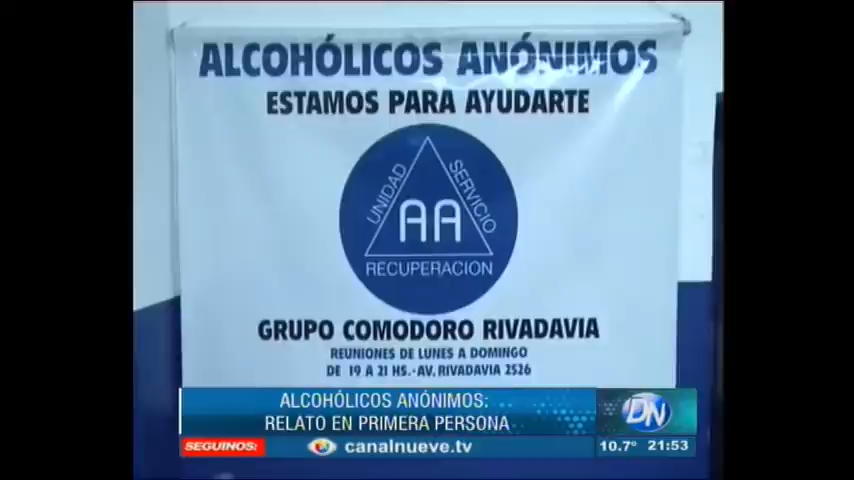 ALCOHÓLICOS ANÓNIMOS
ESTAMOS PARA AYUDARTE
UNIDAD
SERVICIO
AA
RECUPERACION
GRUPO COMODORO RIVADAVIA
REUNIONES DE LUNES A DOMINGO
DE 19 A 21 HS.-AV. RIVADAVIA 2526
ALCOHÓLICOS ANÓNIMOS:
RELATO EN PRIMERA PERSONA
DN
SEGUINOS: canalnueve.tv 10.7° 21:53